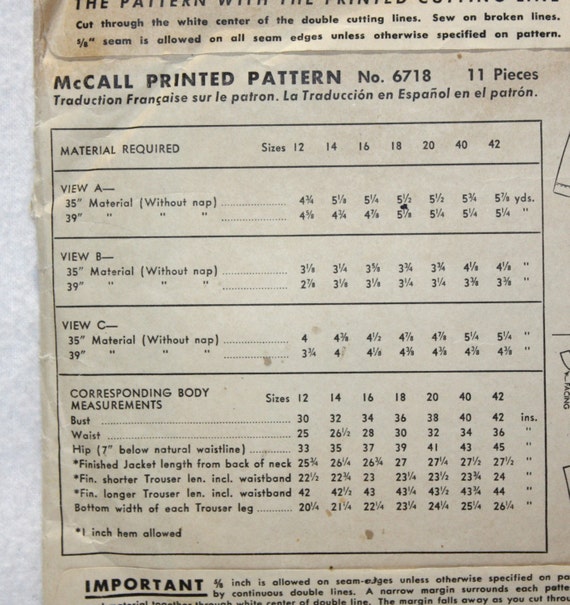 THE PATTERN WITH THE PRINTED CUTTING LINE
Cut through the white center of the double cutting lines. Sew on broken lines.
5/8" seam is allowed on all seam edges unless otherwise specified on pattern.
McCALL PRINTED PATTERN No. 6718 11 Pieces
Traduction Française sur le patron. La Traducción en Español en el patrón.
MATERIAL REQUIRED Sizes 12 14 16 18 20 40 42
VIEW A—
35" Material (Without nap) 4¾ 5⅛ 5¼ 5½ 5½ 5¾ 5⅞ yds.
39" " " 4⅝ 4¾ 4⅞ 5⅛ 5¼ 5¼ 5¼ "
VIEW B—
35" Material (Without nap) 3⅛ 3¼ 3⅝ 3¾ 3¾ 4⅛ 4⅛ "
39" " " 2⅞ 3⅛ 3⅛ 3¼ 3¼ 3⅜ 3⅝ "
VIEW C—
35" Material (Without nap) 4 4⅜ 4½ 4⅞ 4⅞ 5¼ 5¼ "
39" " " 3¾ 4 4⅛ 4⅜ 4⅜ 4⅜ 4⅜ "
CORRESPONDING BODY Sizes 12 14 16 18 20 40 42
MEASUREMENTS
Bust 30 32 34 36 38 40 42 ins.
Waist 25 26½ 28 30 32 34 36 "
Hip (7" below natural waistline) 33 35 37 39 41 43 45 "
*Finished Jacket length from back of neck 25¾ 26¼ 26¾ 27 27¼ 27½ 27½ "
*Fin. shorter Trouser len. incl. waistband 22½ 22¾ 23 23¼ 23½ 23¾ 24 "
*Fin. longer Trouser len. incl. waistband 42 42½ 43 43¼ 43½ 43¾ 44 "
Bottom width of each Trouser leg 20¼ 21¼ 22½ 23¼ 24¼ 25¼ 26¼ "
*1 inch hem allowed
FACING
IMPORTANT ⅝ inch is allowed on seam-edges unless otherwise specified on
by continuous double lines. A narrow margin surrounds each
material together through white center of double line. The margin falls away as you cut